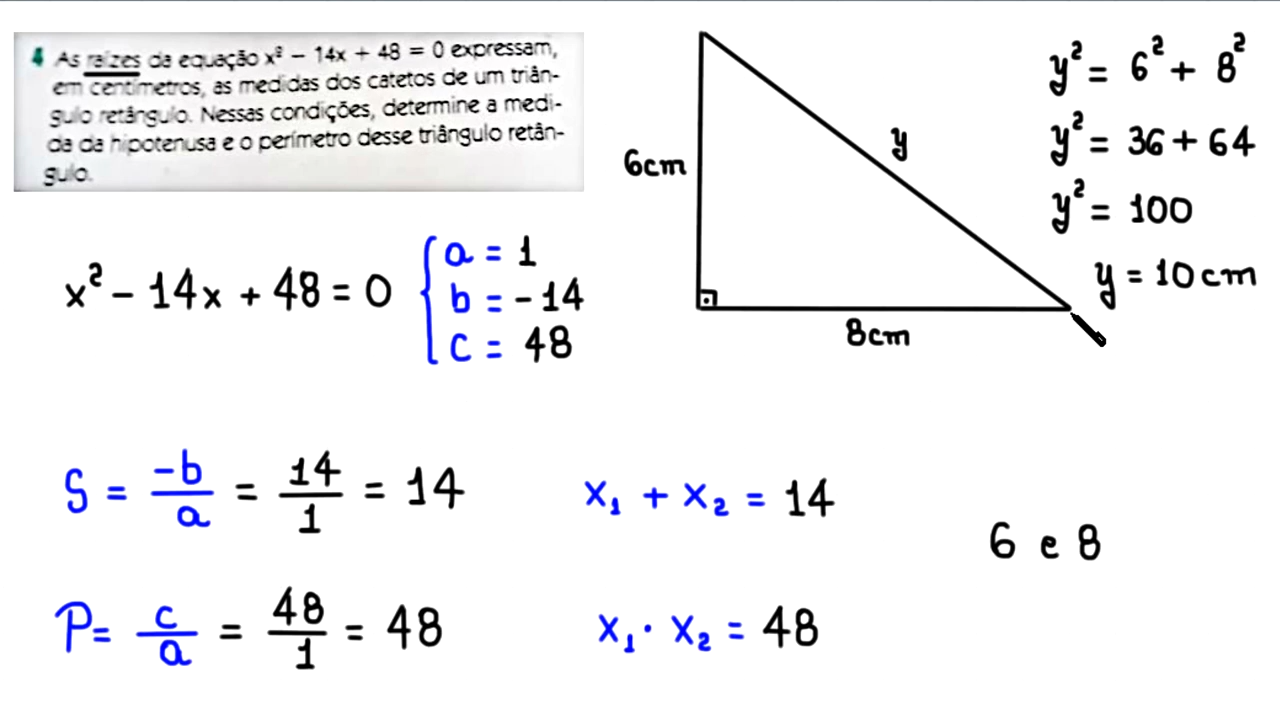 4 As raízes da equação x² − 14x + 48 = 0 expressam,
em centímetros, as medidas dos catetos de um triân-
gulo retângulo. Nessas condições, determine a medi-
da da hipotenusa e o perímetro desse triângulo retân-
gulo.
x² − 14x + 48 = 0
a = 1
b = -14
c = 48
6cm
y
8cm
y² = 6² + 8²
y² = 36 + 64
y² = 100
y = 10cm
S = -b/a = 14/1 = 14
x₁ + x₂ = 14
6 e 8
P = c/a = 48/1 = 48
x₁ · x₂ = 48